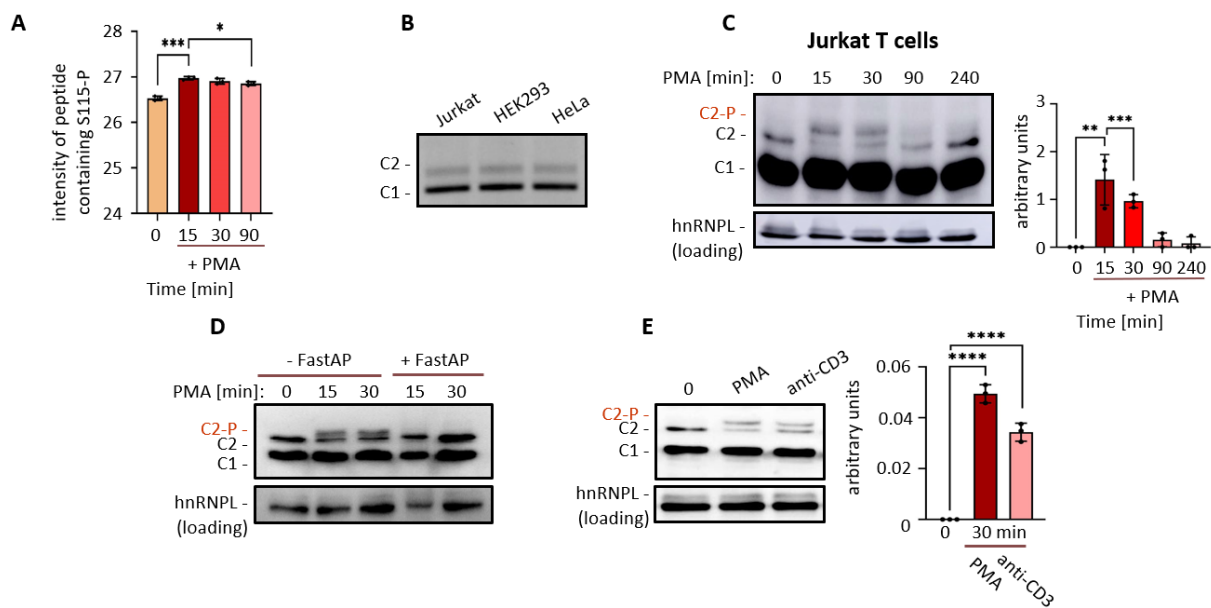 A
28
27
26
25
24
intensity of peptide
containing S115-P
***
*
0 15 30 90
+ PMA
Time [min]
B
Jurkat HEK293 HeLa
C2 -
C1 -
C
Jurkat T cells
PMA [min]: 0 15 30 90 240
C2-P -
C2 -
C1 -
hnRNPL -
(loading)
3
2
1
0
arbitrary units
** ***
0 15 30 90 240
+ PMA
Time [min]
D
- FastAP + FastAP
PMA [min]: 0 15 30 15 30
C2-P -
C2 -
C1 -
hnRNPL -
(loading)
E
0 PMA anti-CD3
C2-P -
C2 -
C1 -
hnRNPL -
(loading)
0.06
0.04
0.02
0
arbitrary units
****
****
0 30 min
PMA anti-CD3